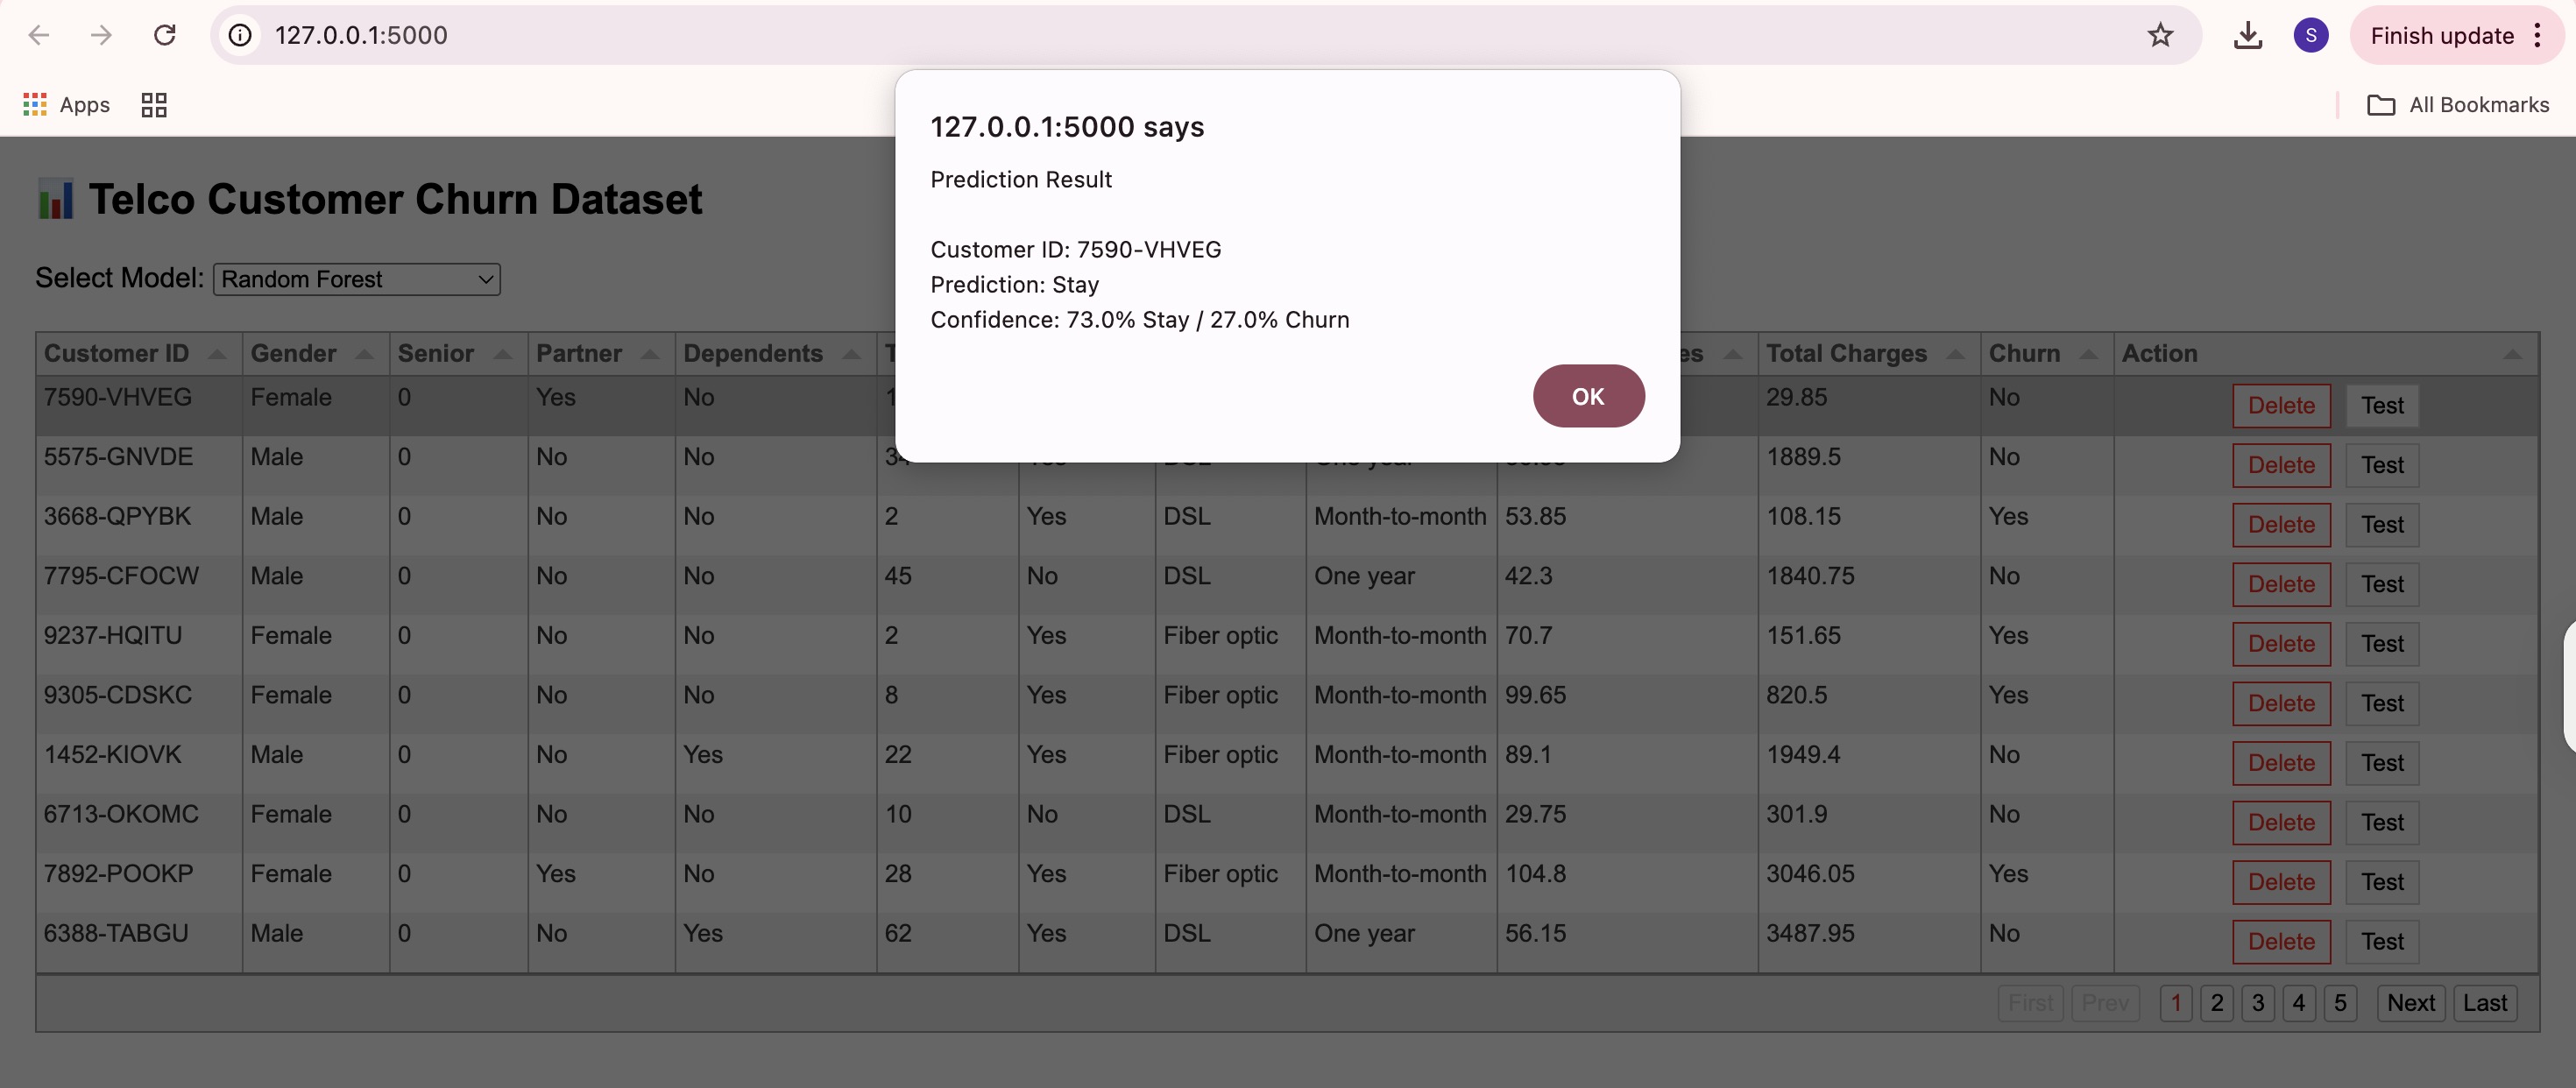 127.0.0.1:5000
S
Finish update
Apps
All Bookmarks
127.0.0.1:5000 says
Prediction Result
Customer ID: 7590-VHVEG
Prediction: Stay
Confidence: 73.0% Stay / 27.0% Churn
OK
Telco Customer Churn Dataset
Select Model: Random Forest
Customer ID Gender Senior Partner Dependents Total Charges Churn Action
7590-VHVEG Female 0 Yes No 29.85 No Delete Test
5575-GNVDE Male 0 No No 34 1889.5 No Delete Test
3668-QPYBK Male 0 No No 2 Yes DSL Month-to-month 53.85 108.15 Yes Delete Test
7795-CFOCW Male 0 No No 45 No DSL One year 42.3 1840.75 No Delete Test
9237-HQITU Female 0 No No 2 Yes Fiber optic Month-to-month 70.7 151.65 Yes Delete Test
9305-CDSKC Female 0 No No 8 Yes Fiber optic Month-to-month 99.65 820.5 Yes Delete Test
1452-KIOVK Male 0 No Yes 22 Yes Fiber optic Month-to-month 89.1 1949.4 No Delete Test
6713-OKOMC Female 0 No No 10 No DSL Month-to-month 29.75 301.9 No Delete Test
7892-POOKP Female 0 Yes No 28 Yes Fiber optic Month-to-month 104.8 3046.05 Yes Delete Test
6388-TABGU Male 0 No Yes 62 Yes DSL One year 56.15 3487.95 No Delete Test
First Prev 1 2 3 4 5 Next Last